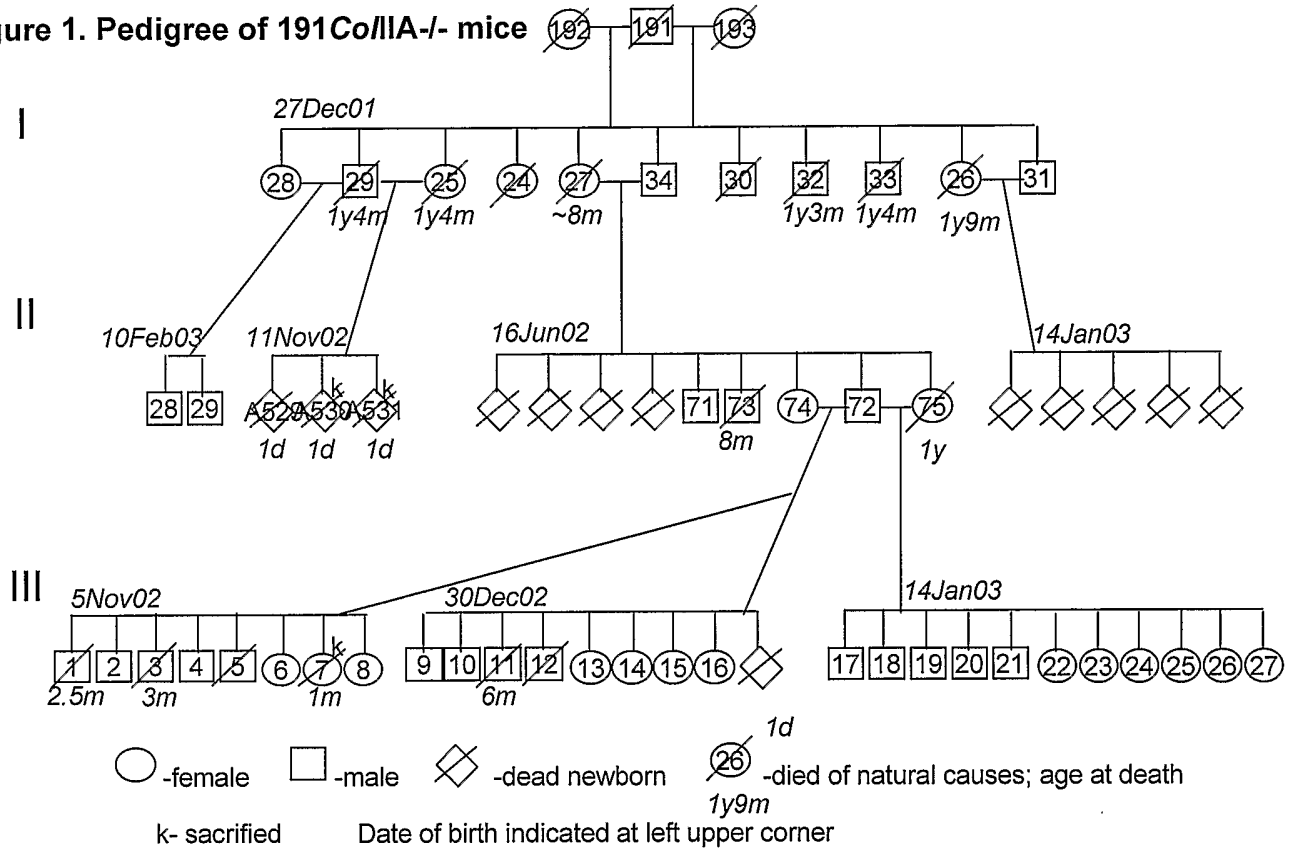 gure 1. Pedigree of 191ColIIA-/- mice 192 191 193
I
27Dec01
28 29 25 24 27 34 30 32 33 26 31
1y4m 1y4m ~8m 1y3m 1y4m 1y9m
II
10Feb03 11Nov02 16Jun02 14Jan03
k k
28 29 A529 A530 A531 71 73 74 72 75
1d 1d 1d 8m 1y
III
5Nov02 30Dec02 14Jan03
k
1 2 3 4 5 6 7 8 9 10 11 12 13 14 15 16 17 18 19 20 21 22 23 24 25 26 27
2.5m 3m 1m 6m
1d
-female -male -dead newborn 26 -died of natural causes; age at death
1y9m
k- sacrified Date of birth indicated at left upper corner